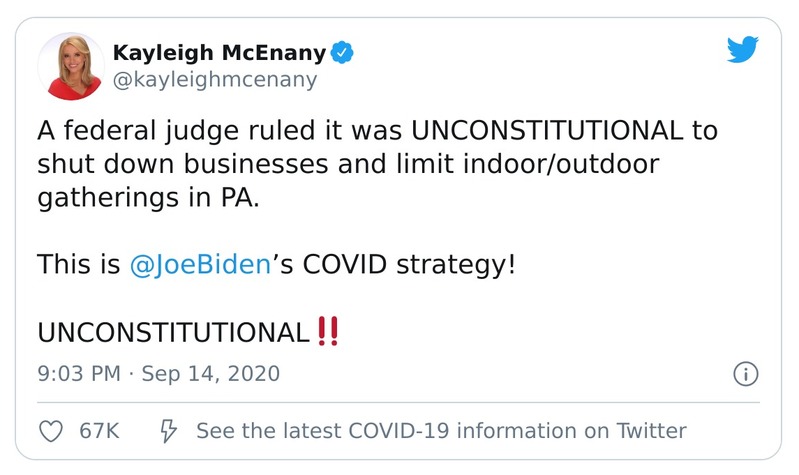 Kayleigh McEnany
@kayleighmcenany
A federal judge ruled it was UNCONSTITUTIONAL to
shut down businesses and limit indoor/outdoor
gatherings in PA.
This is @JoeBiden’s COVID strategy!
UNCONSTITUTIONAL‼️
9:03 PM · Sep 14, 2020
67K See the latest COVID-19 information on Twitter